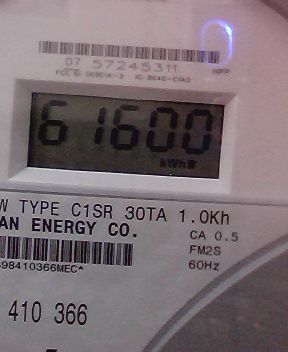 07 57245311
61600
kWh
W TYPE C1SR 30TA 1.0Kh
AN ENERGY CO.
CA 0.5
FM2S
60Hz
98410366MEC*
410 366